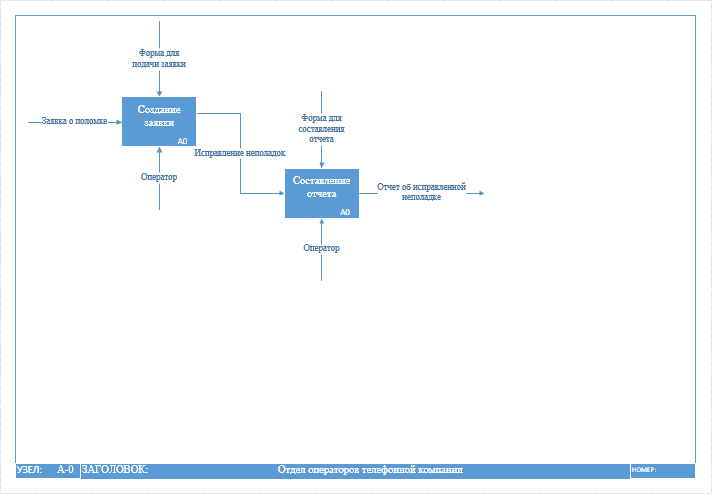 Форма для
подачи заявки
Заявка о поломке
Создание
заявки
A0
Оператор
Исправление неполадок
Форма для
составления
отчета
Составление
отчета
A0
Отчет об исправленной
неполадке
Оператор
УЗЕЛ: A-0 ЗАГОЛОВОК: Отдел операторов телефонной компании НОМЕР: